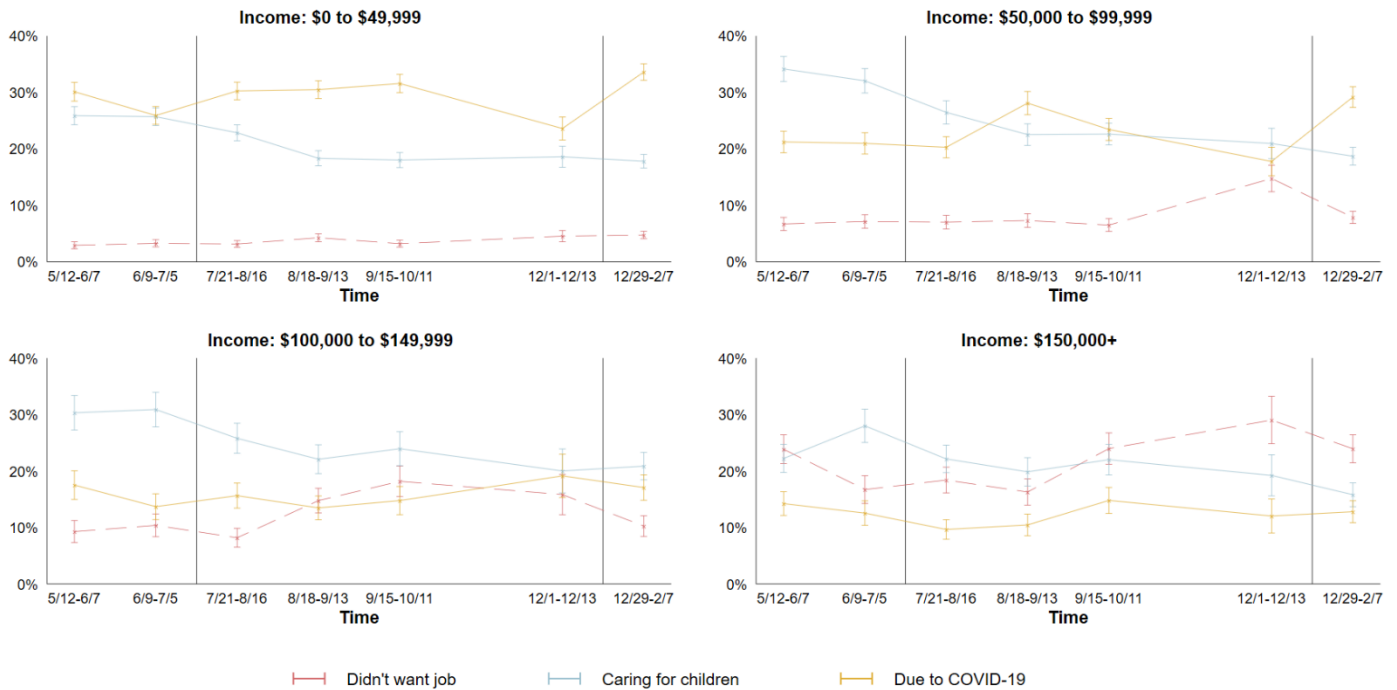 Income: $0 to $49,999
40%
30%
20%
10%
0%
5/12-6/7 6/9-7/5 7/21-8/16 8/18-9/13 9/15-10/11 12/1-12/13 12/29-2/7
Time
Income: $50,000 to $99,999
40%
30%
20%
10%
0%
5/12-6/7 6/9-7/5 7/21-8/16 8/18-9/13 9/15-10/11 12/1-12/13 12/29-2/7
Time
Income: $100,000 to $149,999
40%
30%
20%
10%
0%
5/12-6/7 6/9-7/5 7/21-8/16 8/18-9/13 9/15-10/11 12/1-12/13 12/29-2/7
Time
Income: $150,000+
40%
30%
20%
10%
0%
5/12-6/7 6/9-7/5 7/21-8/16 8/18-9/13 9/15-10/11 12/1-12/13 12/29-2/7
Time
Didn't want job Caring for children Due to COVID-19